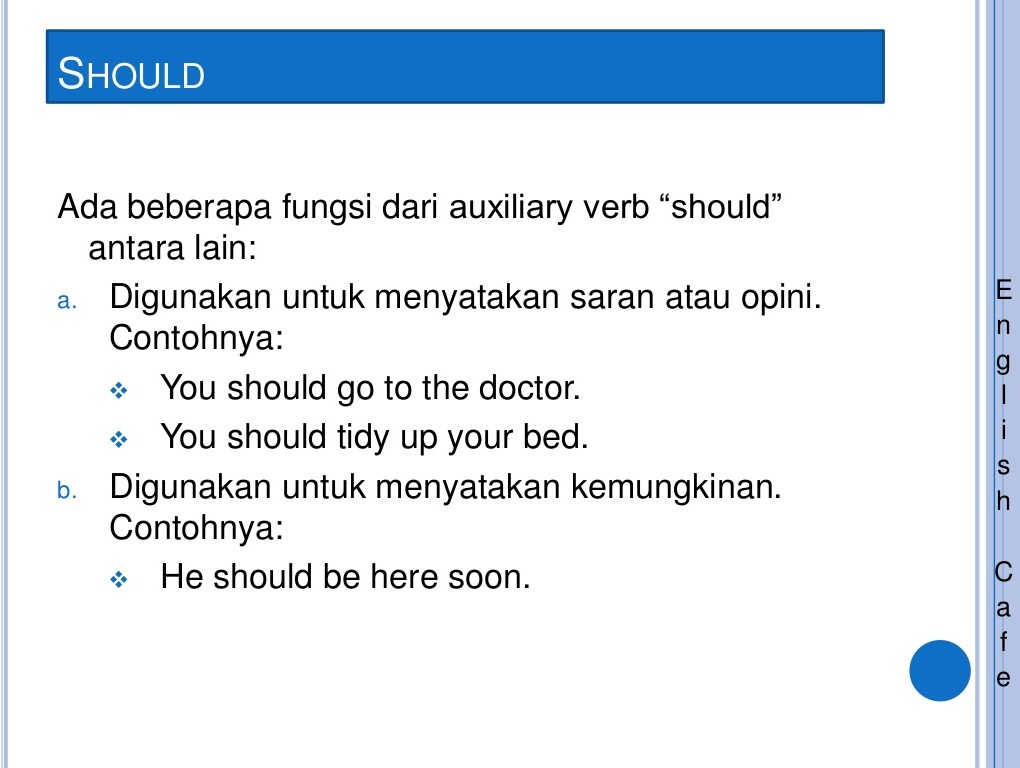 SHOULD
Ada beberapa fungsi dari auxiliary verb “should”
antara lain:
a. Digunakan untuk menyatakan saran atau opini.
Contohnya:
❖ You should go to the doctor.
❖ You should tidy up your bed.
b. Digunakan untuk menyatakan kemungkinan.
Contohnya:
❖ He should be here soon.
English Cafe